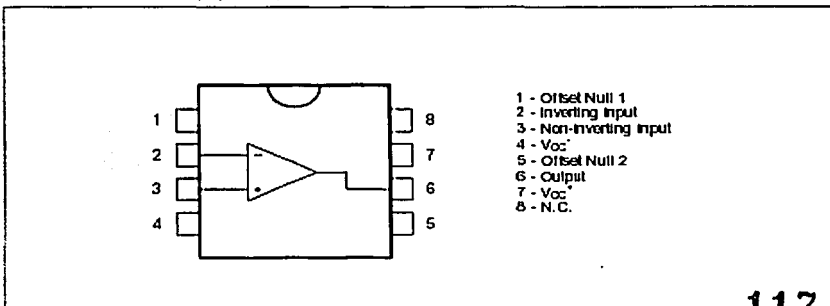 1
2
3
4
8
7
6
5
1 - Offset Null 1
2 - Inverting Input
3 - Non-inverting Input
4 - Vcc-
5 - Offset Null 2
6 - Output
7 - Vcc+
8 - N.C.
117